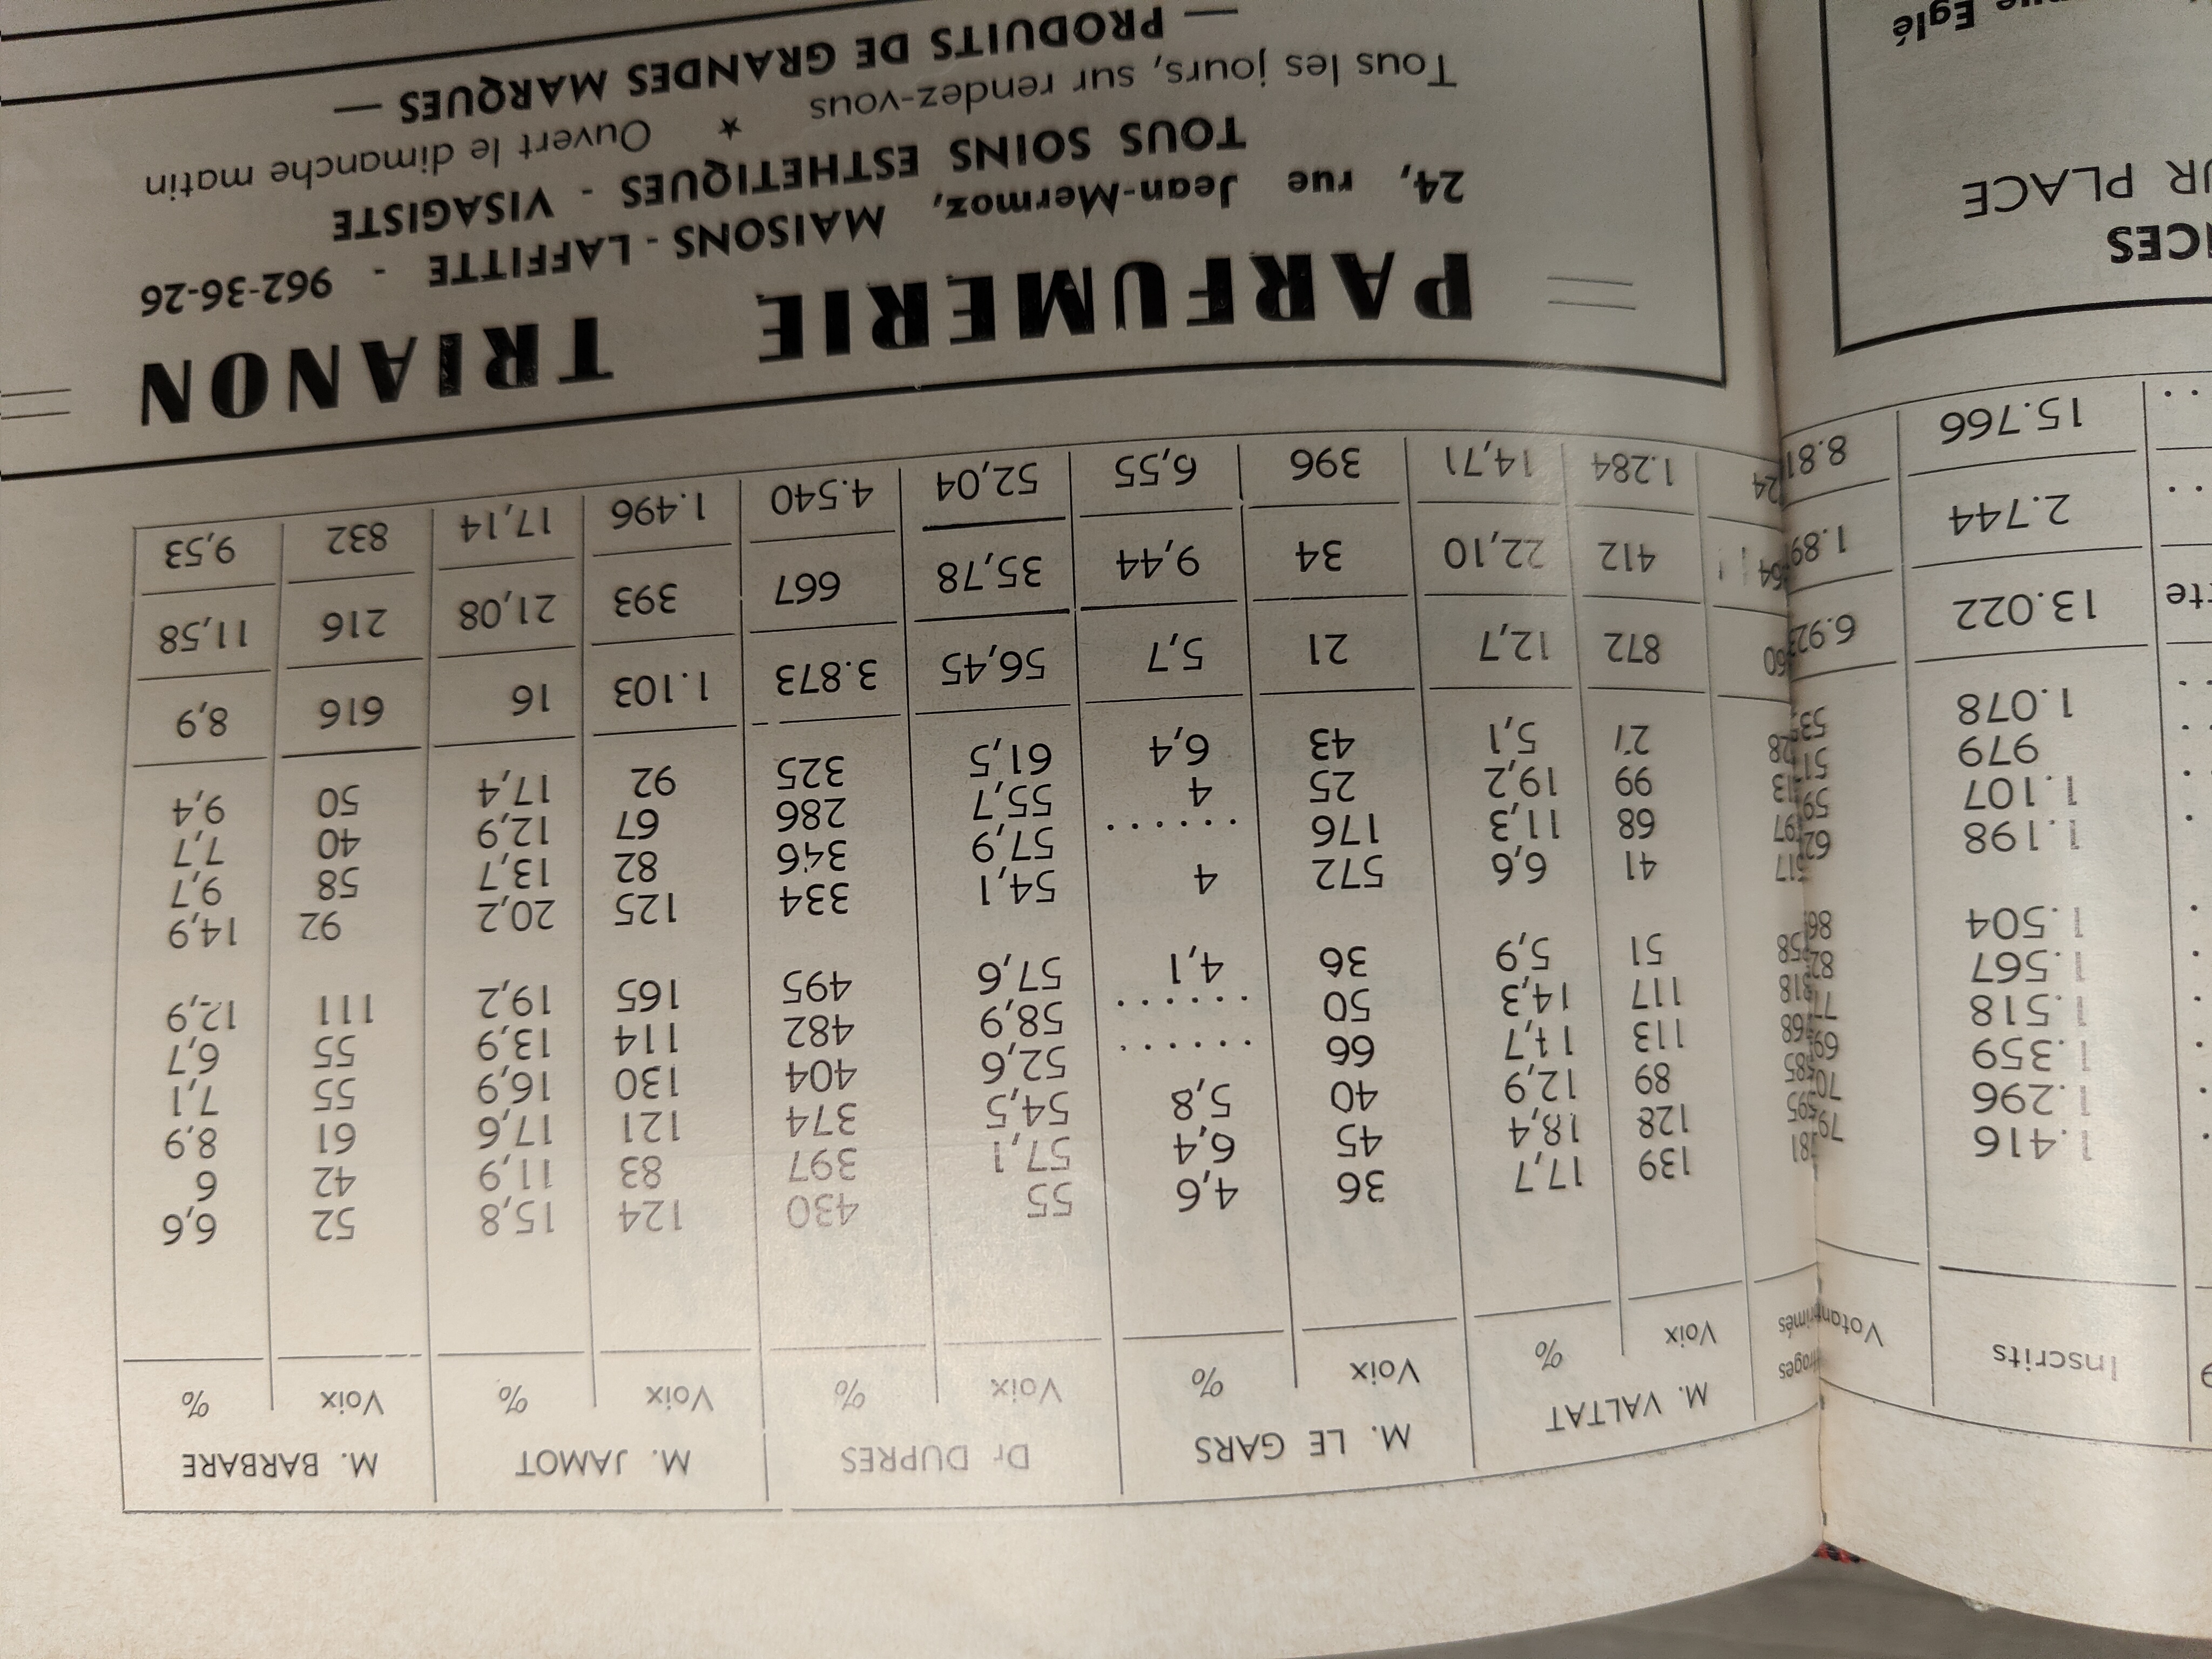 M. VALTAT M. LE GARS Dr DUPRES M. JAMOT M. BARBARE
Inscrits Voix % Voix % Voix % Voix % Voix %
1.416 139 17,7 36 4,6 55 430 124 15,8 52 6,6
1.296 128 18,4 45 6,4 57,1 397 83 11,9 42 6
1.359 89 12,9 40 5,8 54,5 374 121 17,6 61 8,9
1.518 113 14,7 66 ...... 52,6 404 130 16,9 55 7,1
1.567 117 14,3 50 ...... 58,9 482 114 13,9 55 6,7
1.504 51 5,9 36 4,1 57,6 495 165 19,2 111 12,9
1.198 41 6,6 572 4 54,1 334 125 20,2 92 14,9
1.107 68 11,3 176 ...... 57,9 346 82 13,7 58 9,7
979 99 19,2 25 4 55,7 286 67 12,9 40 7,7
1.078 27 5,1 43 6,4 61,5 325 92 17,4 50 9,4
13.022 872 12,7 21 5,7 56,45 3.873 1.103 16 616 8,9
2.744 412 22,10 34 9,44 35,78 667 393 21,08 216 11,58
15.766 1.284 14,71 396 6,55 52,04 4.540 1.496 17,14 832 9,53
PLACE
Eglé
PARFUMERIE TRIANON
24, rue Jean-Mermoz, MAISONS-LAFFITTE - 962-36-26
TOUS SOINS ESTHETIQUES - VISAGISTE
Tous les jours, sur rendez-vous ★ Ouvert le dimanche matin
— PRODUITS DE GRANDES MARQUES —